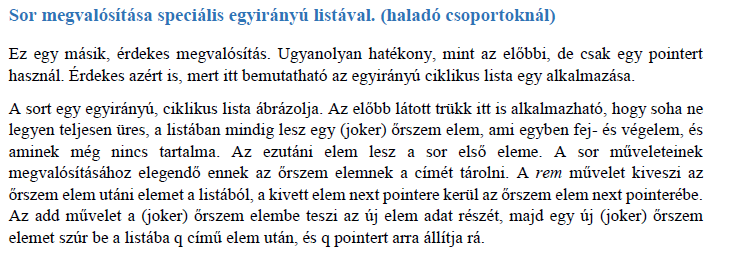 Sor megvalósítása speciális egyirányú listával. (haladó csoportoknál)
Ez egy másik, érdekes megvalósítás. Ugyanolyan hatékony, mint az előbbi, de csak egy pointert
használ. Érdekes azért is, mert itt bemutatható az egyirányú ciklikus lista egy alkalmazása.
A sort egy egyirányú, ciklikus lista ábrázolja. Az előbb látott trükk itt is alkalmazható, hogy soha ne
legyen teljesen üres, a listában mindig lesz egy (joker) őrszem elem, ami egyben fej- és végelem, és
aminek még nincs tartalma. Az ezutáni elem lesz a sor első eleme. A sor műveleteinek
megvalósításához elegendő ennek az őrszem elemnek a címét tárolni. A rem művelet kiveszi az
őrszem elem utáni elemet a listából, a kivett elem next pointere kerül az őrszem elem next pointerébe.
Az add művelet a (joker) őrszem elembe teszi az új elem adat részét, majd egy új (joker) őrszem
elemet szúr be a listába q című elem után, és q pointert arra állítja rá.